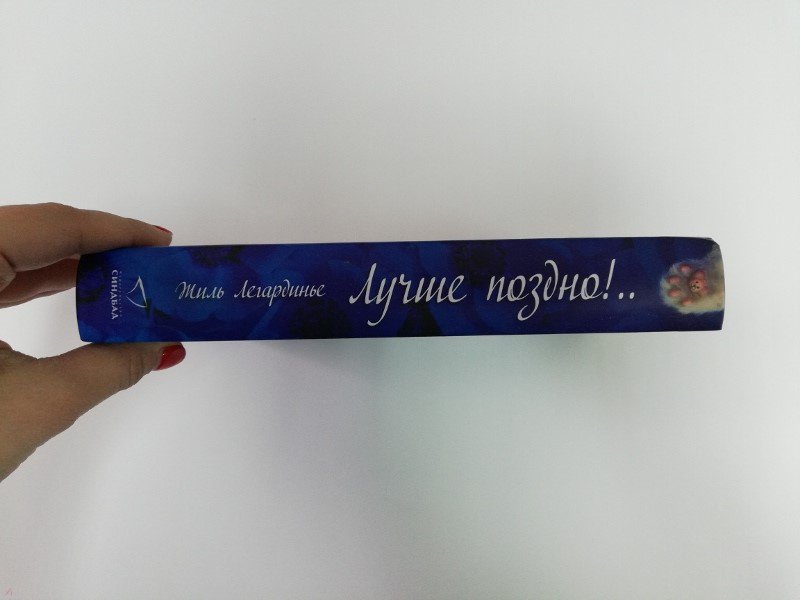 Жиль Легардинье
Лучше поздно!..
СИНДБАД